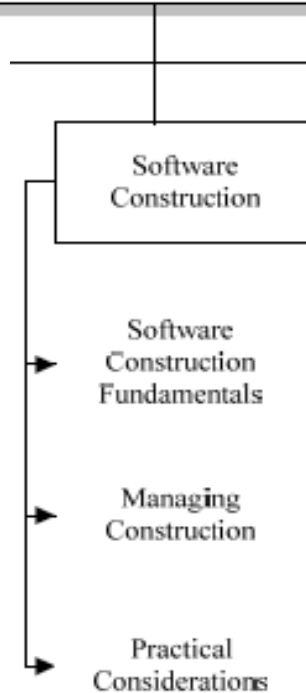 Software
Construction
Software
Construction
Fundamentals
Managing
Construction
Practical
Considerations